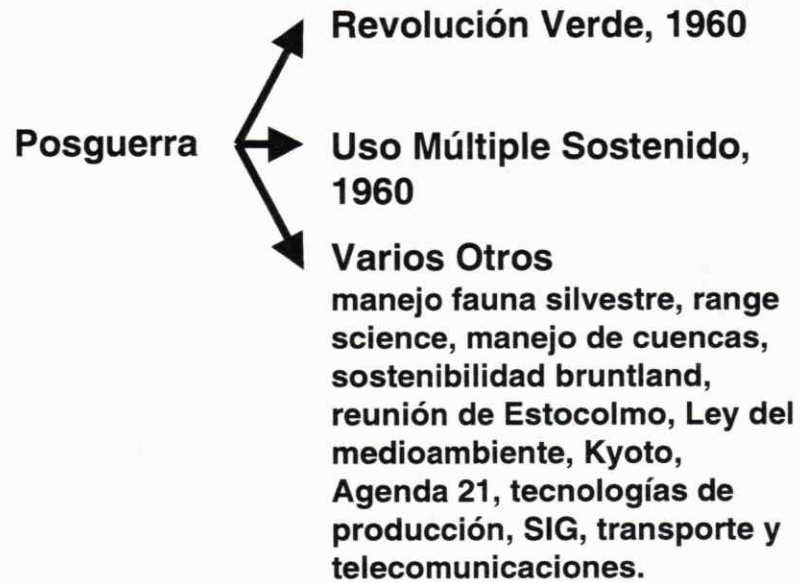 Revolución Verde, 1960
Posguerra
Uso Múltiple Sostenido,
1960
Varios Otros
manejo fauna silvestre, range
science, manejo de cuencas,
sostenibilidad bruntland,
reunión de Estocolmo, Ley del
medioambiente, Kyoto,
Agenda 21, tecnologías de
producción, SIG, transporte y
telecomunicaciones.